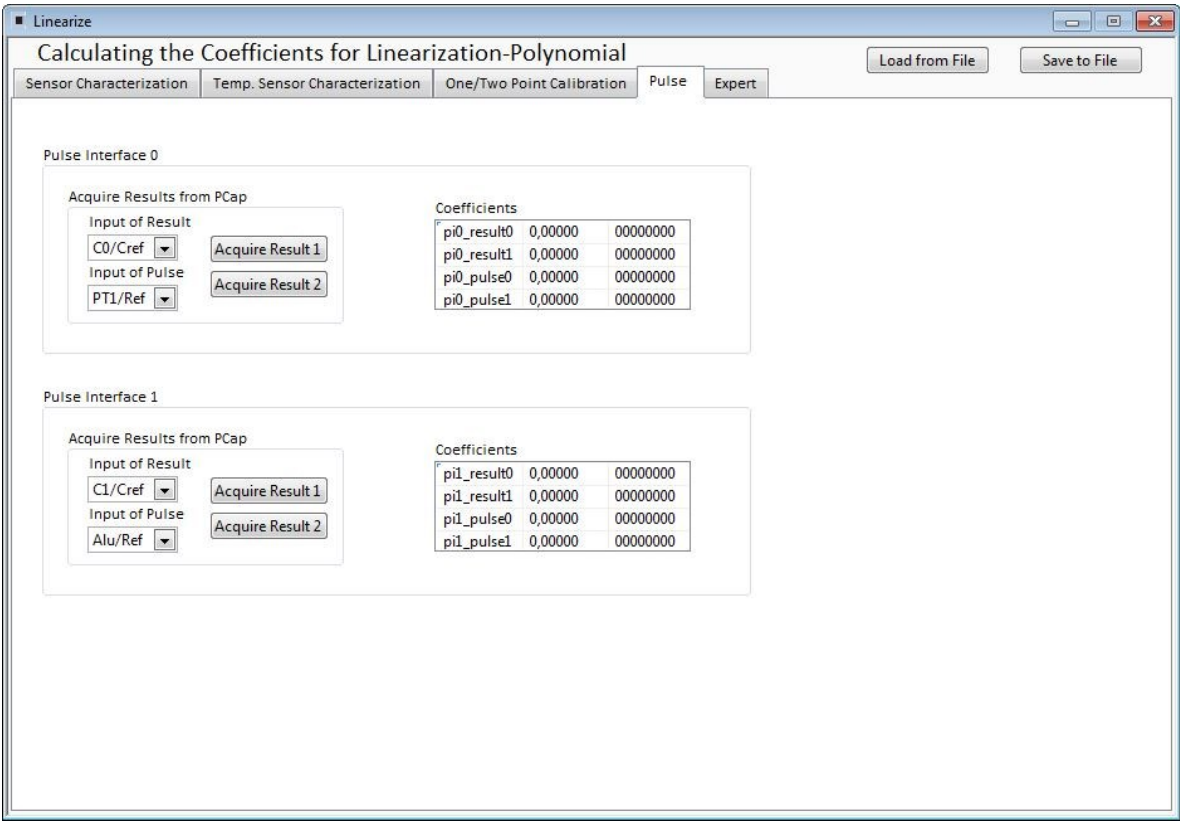 Linearize
Calculating the Coefficients for Linearization-Polynomial
Load from File
Save to File
Sensor Characterization
Temp. Sensor Characterization
One/Two Point Calibration
Pulse
Expert
Pulse Interface 0
Acquire Results from PCap
Input of Result
C0/Cref
Acquire Result 1
Input of Pulse
PT1/Ref
Acquire Result 2
Coefficients
pi0_result0 0,00000 00000000
pi0_result1 0,00000 00000000
pi0_pulse0 0,00000 00000000
pi0_pulse1 0,00000 00000000
Pulse Interface 1
Acquire Results from PCap
Input of Result
C1/Cref
Acquire Result 1
Input of Pulse
Alu/Ref
Acquire Result 2
Coefficients
pi1_result0 0,00000 00000000
pi1_result1 0,00000 00000000
pi1_pulse0 0,00000 00000000
pi1_pulse1 0,00000 00000000